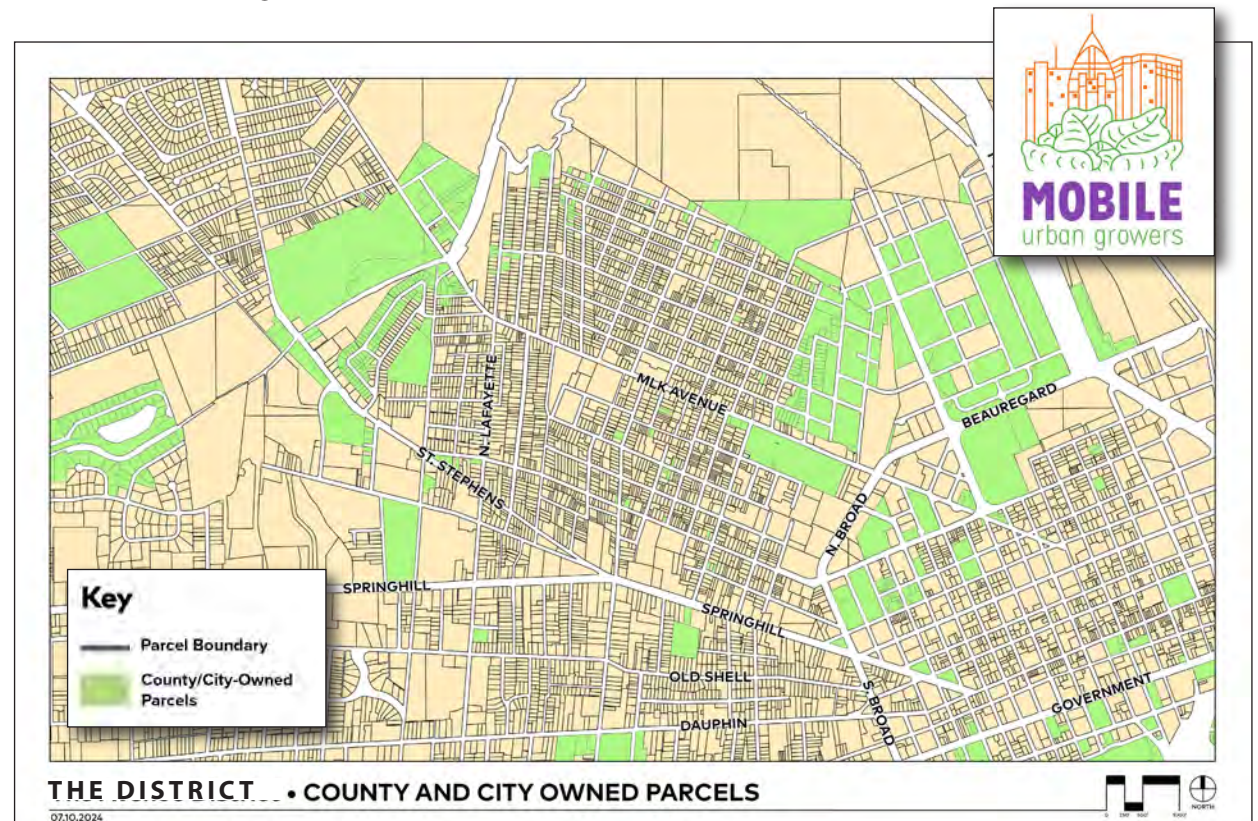 MOBILE
urban growers
MLK AVENUE
N. LAFAYETTE
BEAUREGARD
ST. STEPHENS
N. BROAD
SPRINGHILL
SPRINGHILL
OLD SHELL
DAUPHIN
S. BROAD
GOVERNMENT
Key
Parcel Boundary
County/City-Owned
Parcels
THE DISTRICT • COUNTY AND CITY OWNED PARCELS
NORTH
07.10.2024